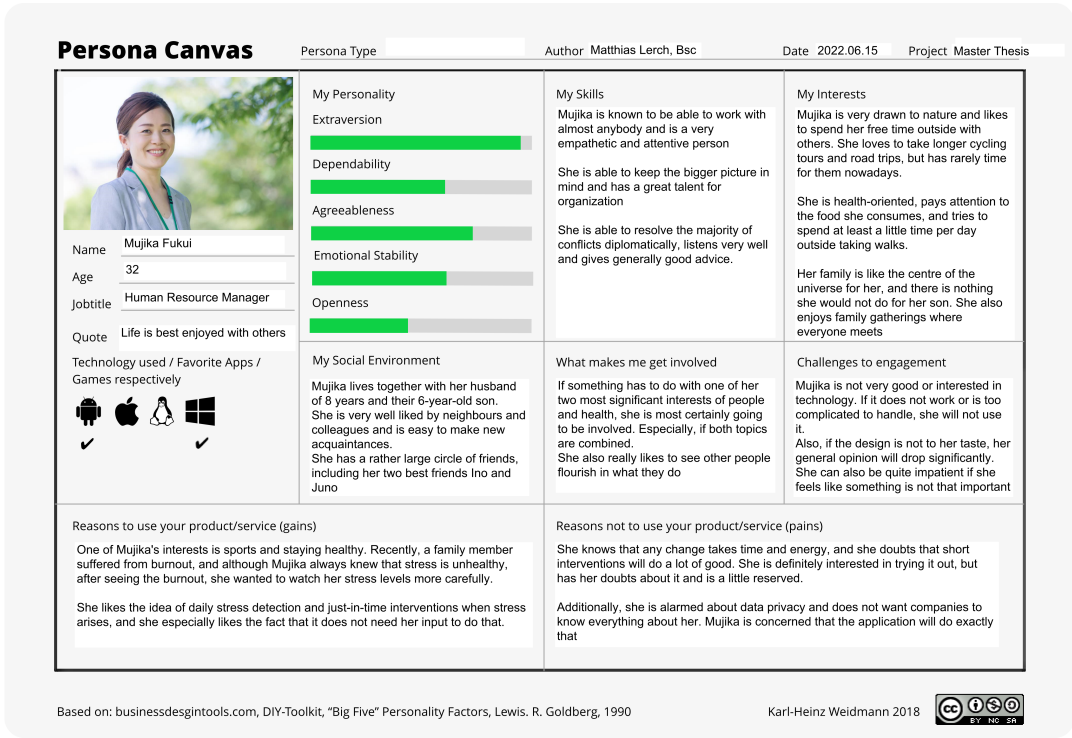 Persona Canvas
Persona Type
Author Matthias Lerch, Bsc
Date 2022.06.15
Project Master Thesis
Name Mujika Fukui
Age 32
Jobtitle Human Resource Manager
Quote Life is best enjoyed with others
Technology used / Favorite Apps /
Games respectively
My Personality
Extraversion
Dependability
Agreeableness
Emotional Stability
Openness
My Skills
Mujika is known to be able to work with
almost anybody and is a very
empathetic and attentive person
She is able to keep the bigger picture in
mind and has a great talent for
organization
She is able to resolve the majority of
conflicts diplomatically, listens very well
and gives generally good advice.
My Interests
Mujika is very drawn to nature and likes
to spend her free time outside with
others. She loves to take longer cycling
tours and road trips, but has rarely time
for them nowadays.
She is health-oriented, pays attention to
the food she consumes, and tries to
spend at least a little time per day
outside taking walks.
Her family is like the centre of the
universe for her, and there is nothing
she would not do for her son. She also
enjoys family gatherings where
everyone meets
My Social Environment
Mujika lives together with her husband
of 8 years and their 6-year-old son.
She is very well liked by neighbours and
colleagues and is easy to make new
acquaintances.
She has a rather large circle of friends,
including her two best friends Ino and
Juno
What makes me get involved
If something has to do with one of her
two most significant interests of people
and health, she is most certainly going
to be involved. Especially, if both topics
are combined.
She also really likes to see other people
flourish in what they do
Challenges to engagement
Mujika is not very good or interested in
technology. If it does not work or is too
complicated to handle, she will not use
it.
Also, if the design is not to her taste, her
general opinion will drop significantly.
She can also be quite impatient if she
feels like something is not that important
Reasons to use your product/service (gains)
One of Mujika's interests is sports and staying healthy. Recently, a family member
suffered from burnout, and although Mujika always knew that stress is unhealthy,
after seeing the burnout, she wanted to watch her stress levels more carefully.
She likes the idea of daily stress detection and just-in-time interventions when stress
arises, and she especially likes the fact that it does not need her input to do that.
Reasons not to use your product/service (pains)
She knows that any change takes time and energy, and she doubts that short
interventions will do a lot of good. She is definitely interested in trying it out, but
has her doubts about it and is a little reserved.
Additionally, she is alarmed about data privacy and does not want companies to
know everything about her. Mujika is concerned that the application will do exactly
that
Based on: businessdesgintools.com, DIY-Toolkit, “Big Five” Personality Factors, Lewis. R. Goldberg, 1990
Karl-Heinz Weidmann 2018
cc
BY NC SA